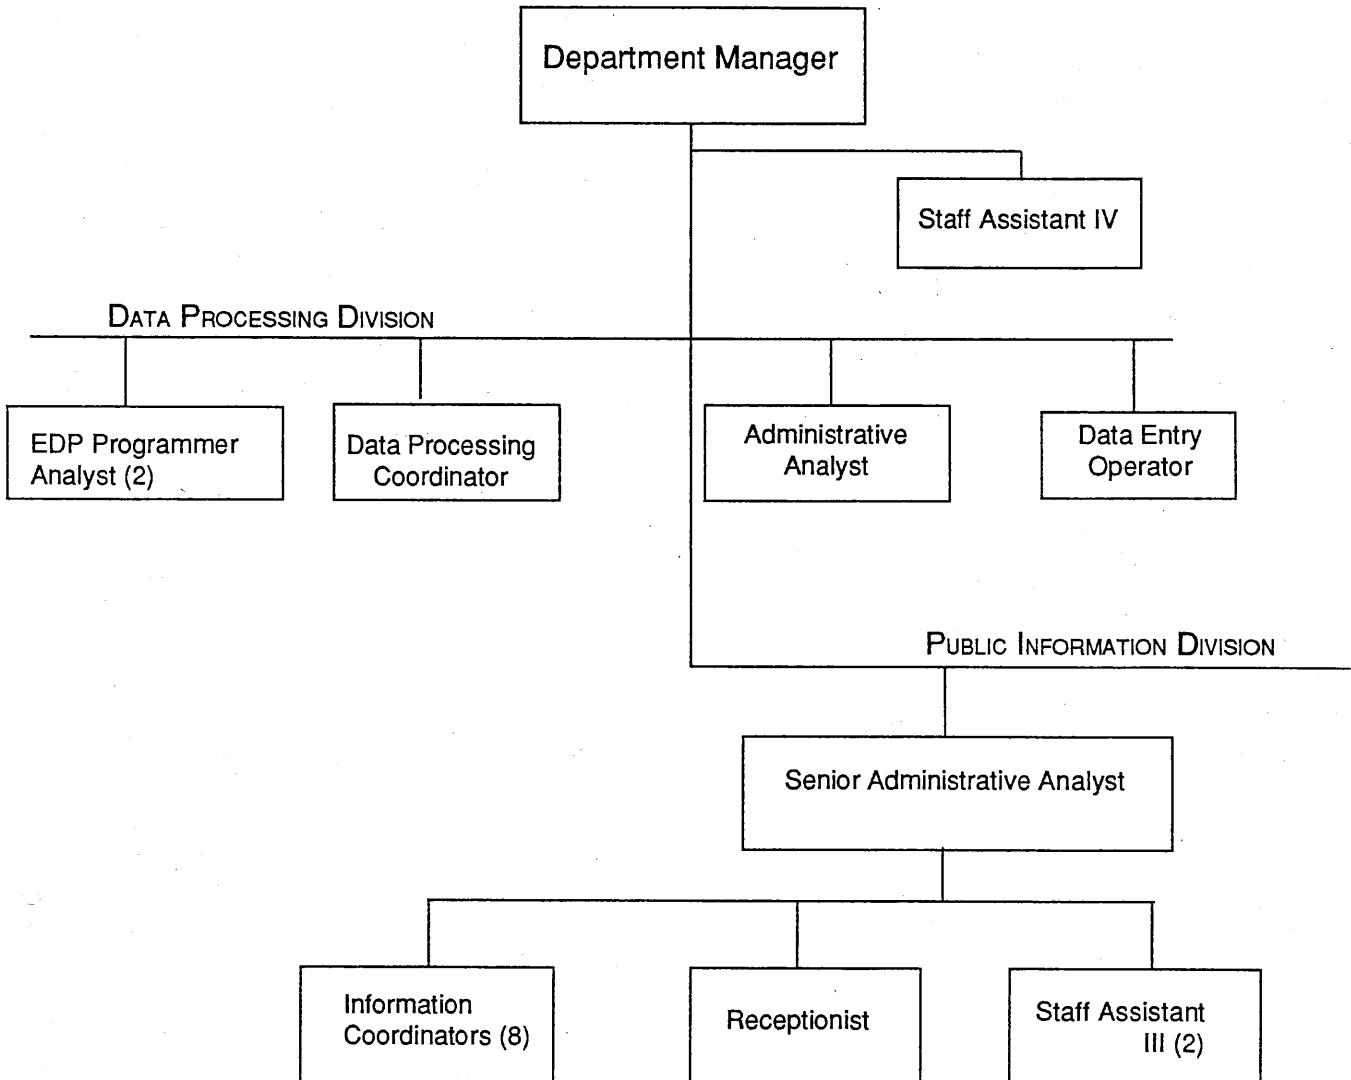 Department Manager
Staff Assistant IV
DATA PROCESSING DIVISION
EDP Programmer
Analyst (2)
Data Processing
Coordinator
Administrative
Analyst
Data Entry
Operator
PUBLIC INFORMATION DIVISION
Senior Administrative Analyst
Information
Coordinators (8)
Receptionist
Staff Assistant
III (2)